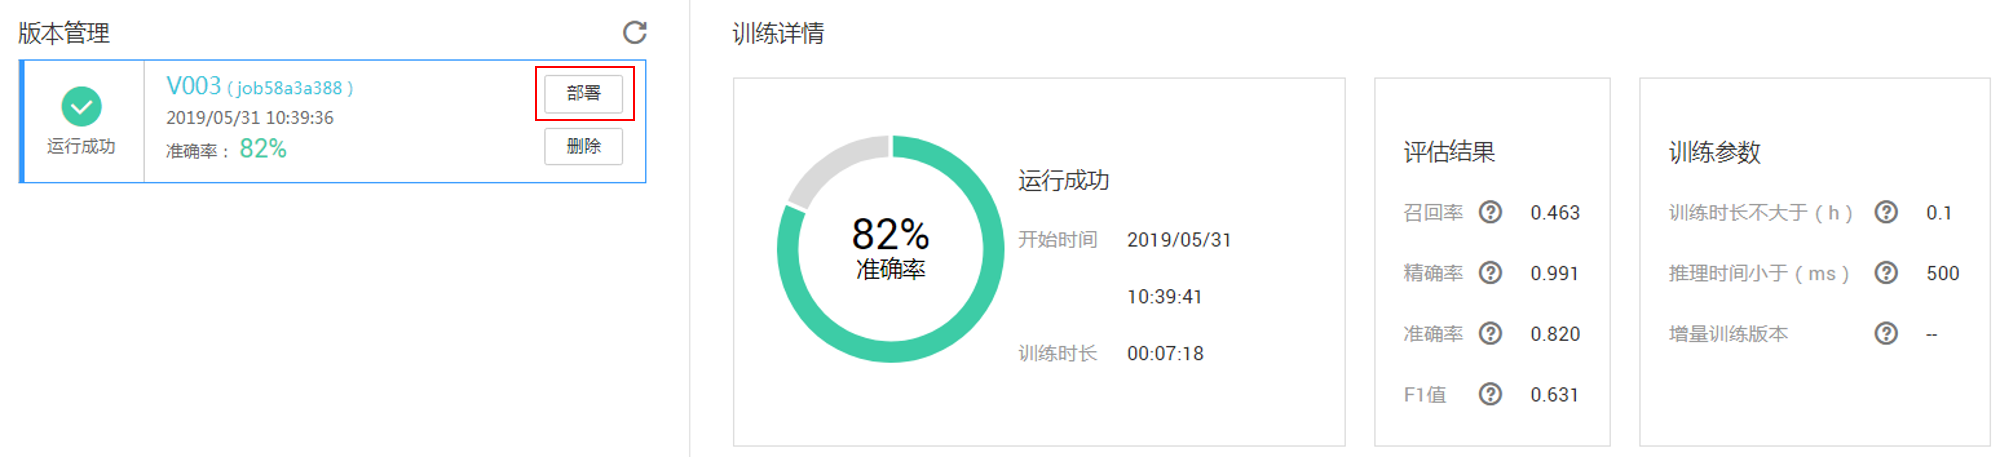 版本管理
运行成功
V003 ( job58a3a388 )
2019/05/31 10:39:36
准确率： 82%
部署
删除
训练详情
82%
准确率
运行成功
开始时间 2019/05/31
10:39:41
训练时长 00:07:18
评估结果
召回率 ? 0.463
精确率 ? 0.991
准确率 ? 0.820
F1值 ? 0.631
训练参数
训练时长不大于 ( h ) ? 0.1
推理时间小于 ( ms ) ? 500
增量训练版本 ? --